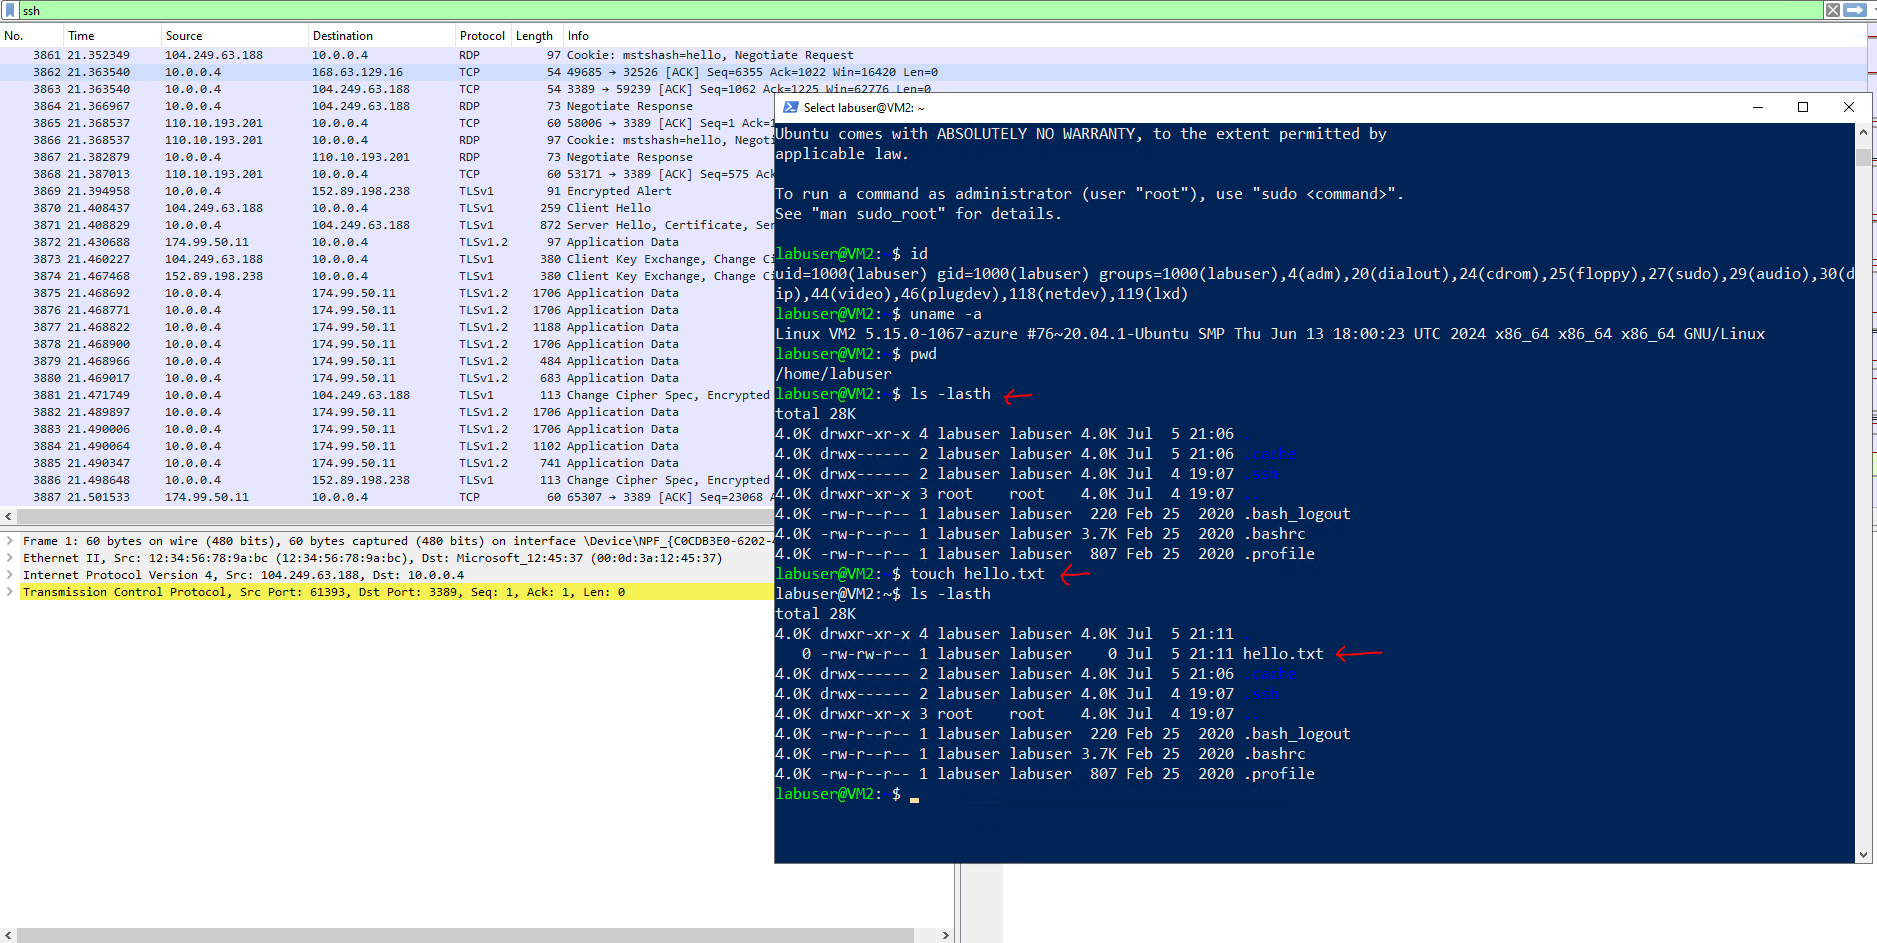 ssh
No. Time Source Destination Protocol Length Info
3861 21.352349 104.249.63.188 10.0.0.4 RDP 97 Cookie: mstshash=hello, Negotiate Request
3862 21.363540 10.0.0.4 168.63.129.16 TCP 54 49685 → 32526 [ACK] Seq=6355 Ack=1022 Win=16420 Len=0
3863 21.363540 10.0.0.4 104.249.63.188 TCP 54 3389 → 59239 [ACK] Seq=1062 Ack=1225 Win=62776 Len=0
3864 21.366967 10.0.0.4 104.249.63.188 RDP 73 Negotiate Response
3865 21.368537 110.10.193.201 10.0.0.4 TCP 60 58006 → 3389 [ACK] Seq=1 Ack=1
3866 21.368537 110.10.193.201 10.0.0.4 RDP 97 Cookie: mstshash=hello, Negoti
3867 21.382879 10.0.0.4 110.10.193.201 RDP 73 Negotiate Response
3868 21.387013 110.10.193.201 10.0.0.4 TCP 60 53171 → 3389 [ACK] Seq=575 Ack
3869 21.394958 10.0.0.4 152.89.198.238 TLSv1 91 Encrypted Alert
3870 21.408437 104.249.63.188 10.0.0.4 TLSv1 259 Client Hello
3871 21.408829 10.0.0.4 104.249.63.188 TLSv1 872 Server Hello, Certificate, Ser
3872 21.430688 174.99.50.11 10.0.0.4 TLSv1.2 97 Application Data
3873 21.460227 104.249.63.188 10.0.0.4 TLSv1 380 Client Key Exchange, Change Ci
3874 21.467468 152.89.198.238 10.0.0.4 TLSv1 380 Client Key Exchange, Change Ci
3875 21.468692 10.0.0.4 174.99.50.11 TLSv1.2 1706 Application Data
3876 21.468771 10.0.0.4 174.99.50.11 TLSv1.2 1706 Application Data
3877 21.468822 10.0.0.4 174.99.50.11 TLSv1.2 1188 Application Data
3878 21.468900 10.0.0.4 174.99.50.11 TLSv1.2 1706 Application Data
3879 21.468966 10.0.0.4 174.99.50.11 TLSv1.2 484 Application Data
3880 21.469017 10.0.0.4 174.99.50.11 TLSv1.2 683 Application Data
3881 21.471749 10.0.0.4 104.249.63.188 TLSv1 113 Change Cipher Spec, Encrypted
3882 21.489897 10.0.0.4 174.99.50.11 TLSv1.2 1706 Application Data
3883 21.490006 10.0.0.4 174.99.50.11 TLSv1.2 1706 Application Data
3884 21.490064 10.0.0.4 174.99.50.11 TLSv1.2 1102 Application Data
3885 21.490347 10.0.0.4 174.99.50.11 TLSv1.2 741 Application Data
3886 21.498648 10.0.0.4 152.89.198.238 TLSv1 113 Change Cipher Spec, Encrypted
3887 21.501533 174.99.50.11 10.0.0.4 TCP 60 65307 → 3389 [ACK] Seq=23068 A
Frame 1: 60 bytes on wire (480 bits), 60 bytes captured (480 bits) on interface \Device\NPF_{C0CDB3E0-6202-4
Ethernet II, Src: 12:34:56:78:9a:bc (12:34:56:78:9a:bc), Dst: Microsoft_12:45:37 (00:0d:3a:12:45:37)
Internet Protocol Version 4, Src: 104.249.63.188, Dst: 10.0.0.4
Transmission Control Protocol, Src Port: 61393, Dst Port: 3389, Seq: 1, Ack: 1, Len: 0
Select labuser@VM2: ~
Ubuntu comes with ABSOLUTELY NO WARRANTY, to the extent permitted by
applicable law.
To run a command as administrator (user "root"), use "sudo <command>".
See "man sudo_root" for details.
labuser@VM2: $ id
uid=1000(labuser) gid=1000(labuser) groups=1000(labuser),4(adm),20(dialout),24(cdrom),25(floppy),27(sudo),29(audio),30(d
ip),44(video),46(plugdev),118(netdev),119(lxd)
labuser@VM2: $ uname -a
Linux VM2 5.15.0-1067-azure #76~20.04.1-Ubuntu SMP Thu Jun 13 18:00:23 UTC 2024 x86_64 x86_64 x86_64 GNU/Linux
labuser@VM2: $ pwd
/home/labuser
labuser@VM2: $ ls -lasth
total 28K
4.0K drwxr-xr-x 4 labuser labuser 4.0K Jul  5 21:06 .
4.0K drwx------ 2 labuser labuser 4.0K Jul  5 21:06 .cache
4.0K drwx------ 2 labuser labuser 4.0K Jul  4 19:07 .ssh
4.0K drwxr-xr-x 3 root    root    4.0K Jul  4 19:07 ..
4.0K -rw-r--r-- 1 labuser labuser  220 Feb 25  2020 .bash_logout
4.0K -rw-r--r-- 1 labuser labuser 3.7K Feb 25  2020 .bashrc
4.0K -rw-r--r-- 1 labuser labuser  807 Feb 25  2020 .profile
labuser@VM2: $ touch hello.txt
labuser@VM2:~$ ls -lasth
total 28K
4.0K drwxr-xr-x 4 labuser labuser 4.0K Jul  5 21:11 .
0 -rw-rw-r-- 1 labuser labuser    0 Jul  5 21:11 hello.txt
4.0K drwx------ 2 labuser labuser 4.0K Jul  5 21:06 .cache
4.0K drwx------ 2 labuser labuser 4.0K Jul  4 19:07 .ssh
4.0K drwxr-xr-x 3 root    root    4.0K Jul  4 19:07 ..
4.0K -rw-r--r-- 1 labuser labuser  220 Feb 25  2020 .bash_logout
4.0K -rw-r--r-- 1 labuser labuser 3.7K Feb 25  2020 .bashrc
4.0K -rw-r--r-- 1 labuser labuser  807 Feb 25  2020 .profile
labuser@VM2: $